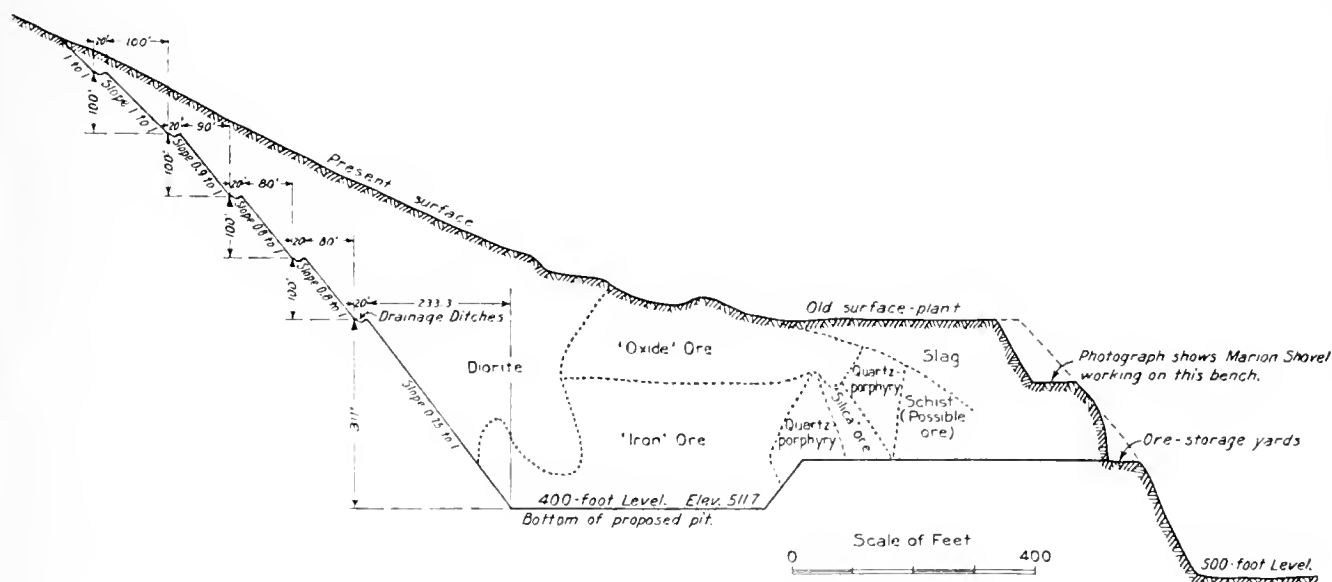 20' 100'
1 to 1
100'
Slope 1 to 1
20' 90'
100'
Slope 0.9 to 1
20' 80'
100'
Slope 0.8 to 1
20' 80'
100'
Slope 0.8 to 1
20' 233.3
Drainage Ditches
311'
Slope 0.75 to 1
Present surface
Old surface-plant
Diorite
'Oxide' Ore
'Iron' Ore
Quartz
porphyry
Silica ore
Quartz-
porphyry
Slag
Schist
(Possible
ore)
Photograph shows Marion Shovel
working on this bench.
Ore-storage yards
400-foot Level. Elev. 5117
Bottom of proposed pit.
Scale of Feet
0 400
500-foot Level.